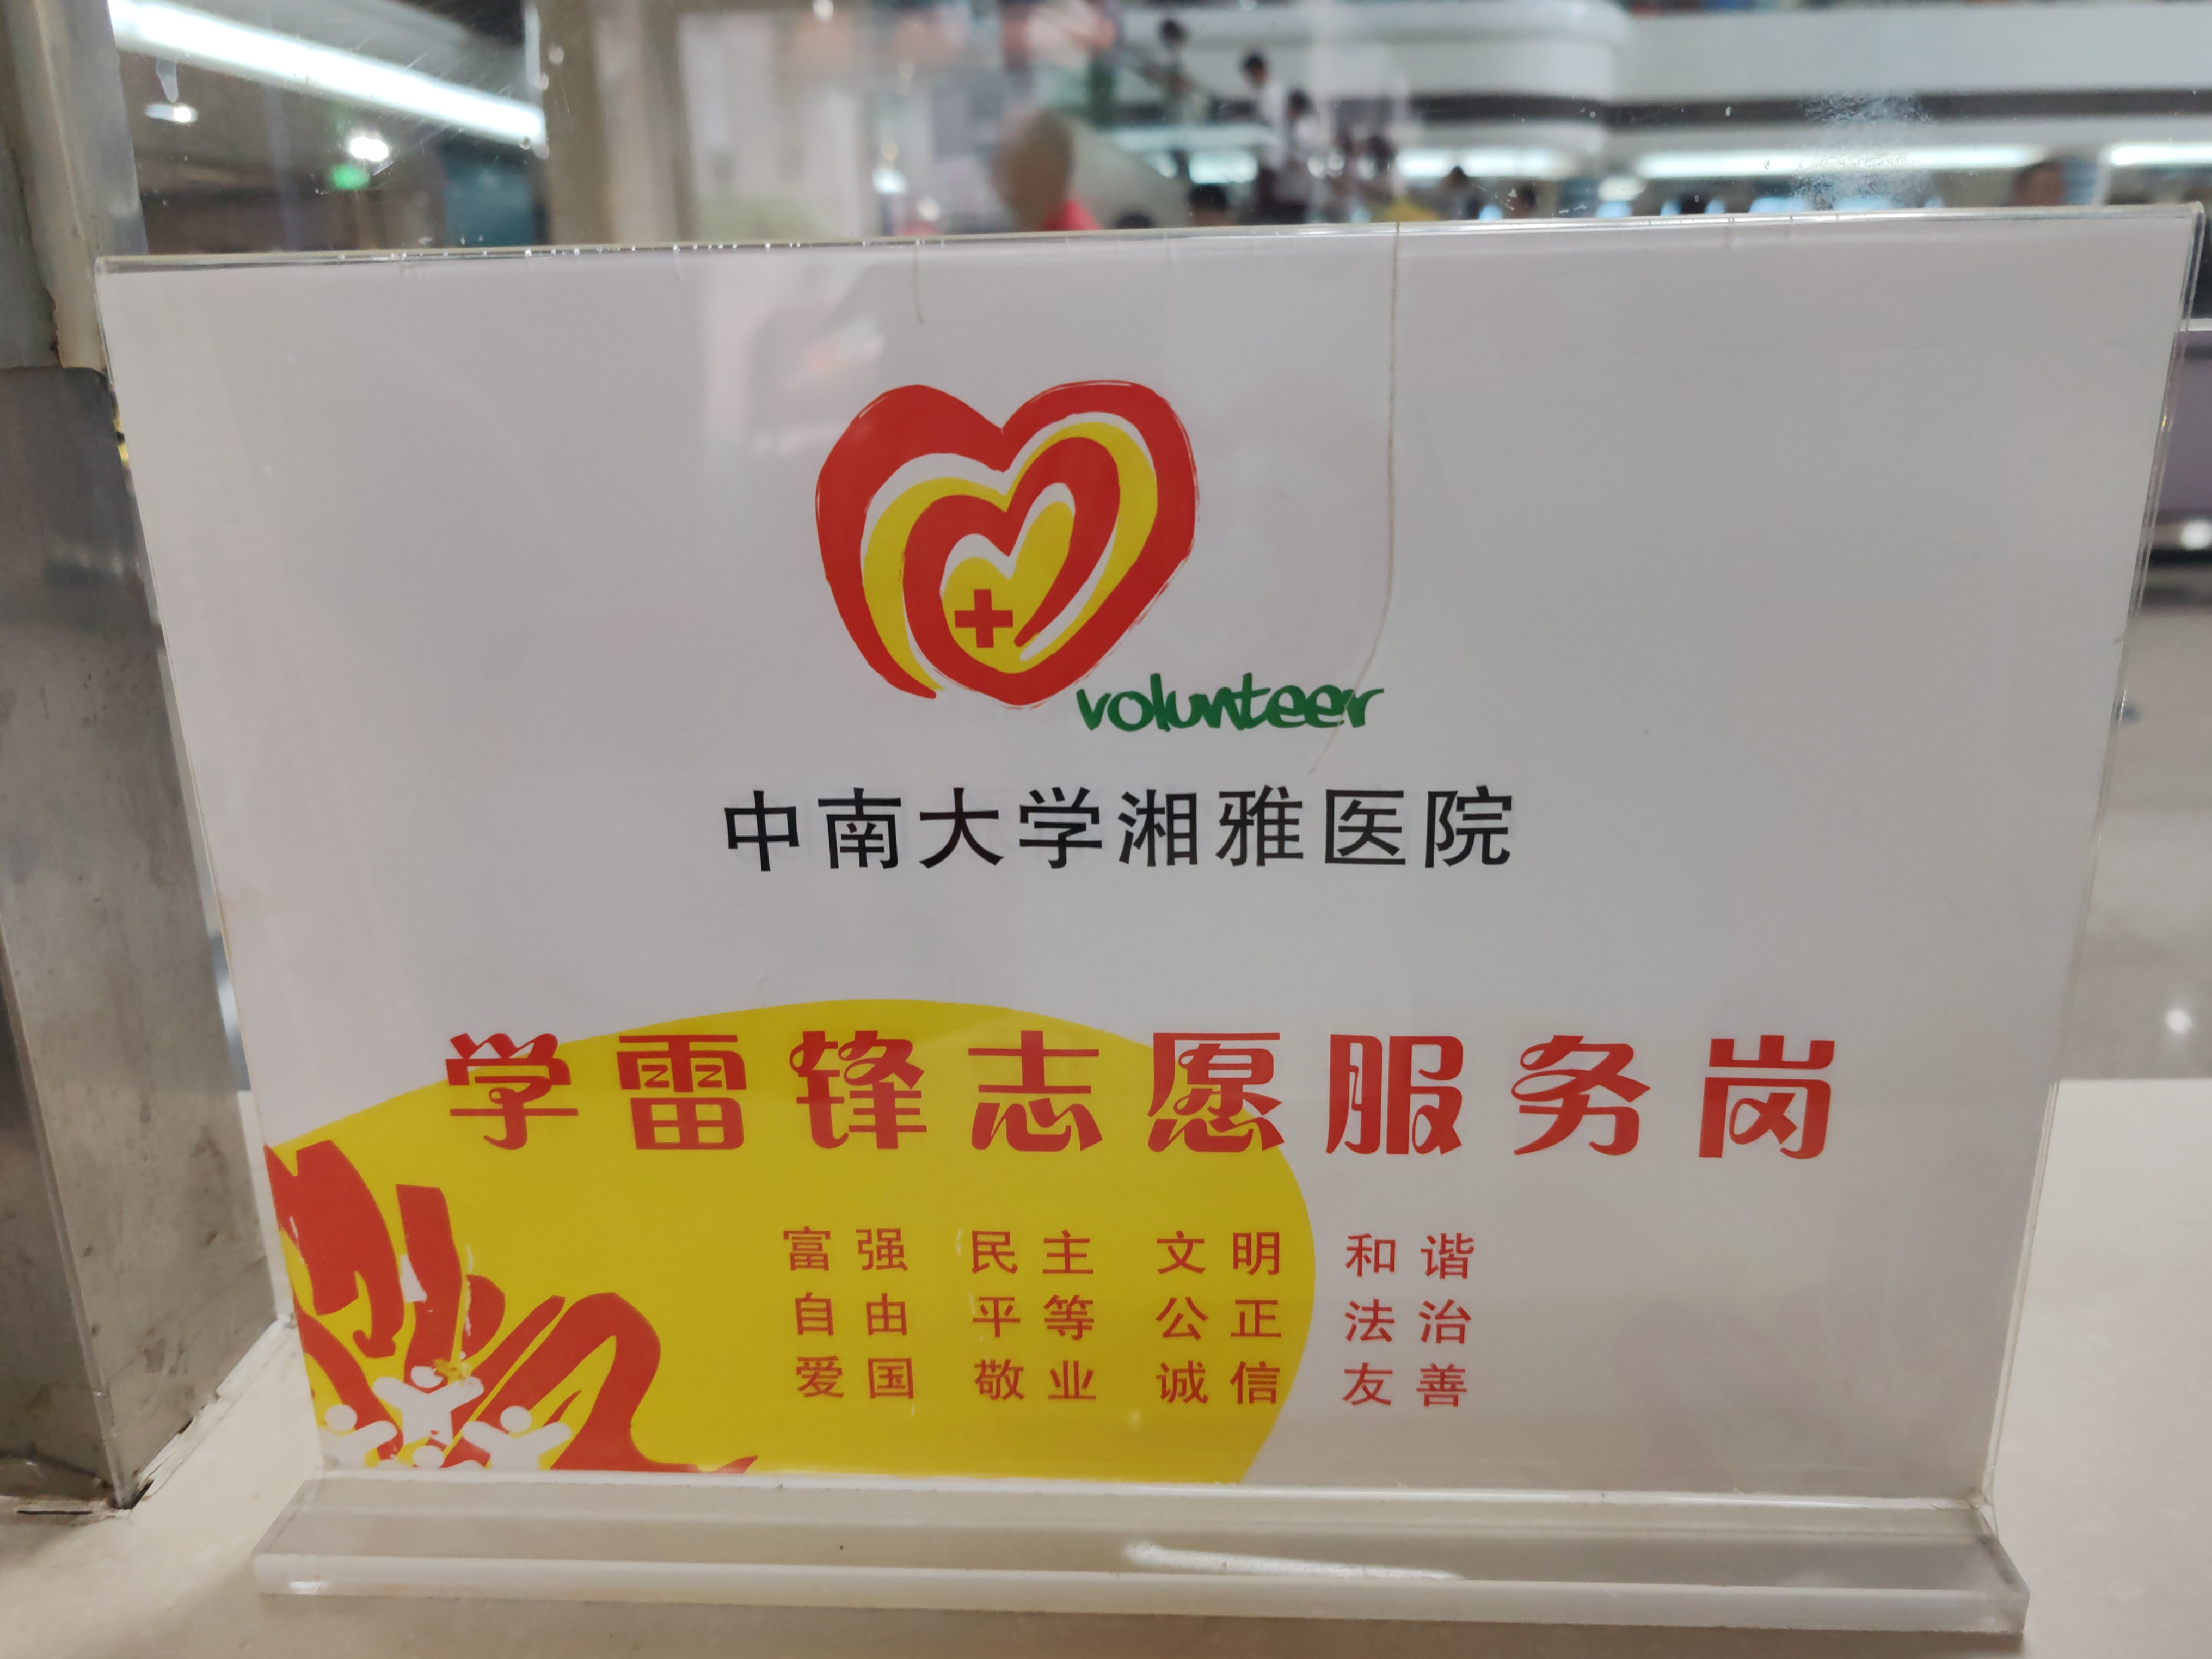 volunteer
中南大学湘雅医院
学雷锋志愿服务岗
富强 民主 文明 和谐
自由 平等 公正 法治
爱国 敬业 诚信 友善